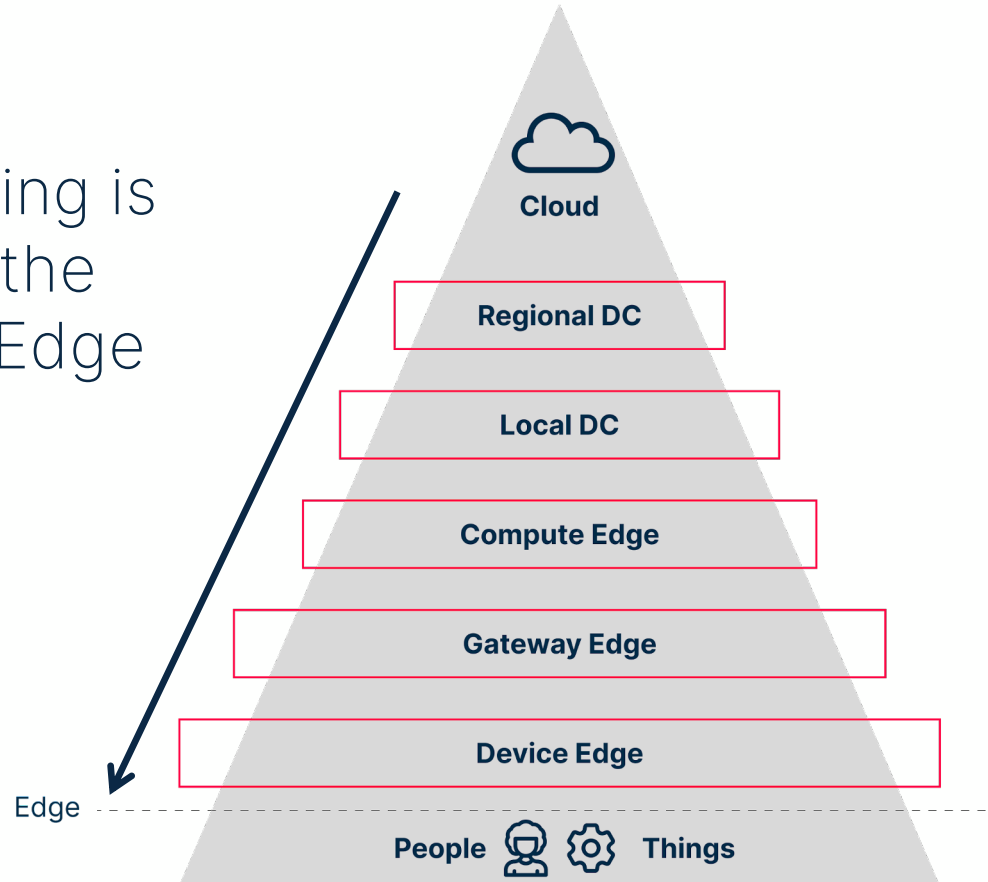 ing is
the
Edge
Cloud
Regional DC
Local DC
Compute Edge
Gateway Edge
Device Edge
Edge
People Things